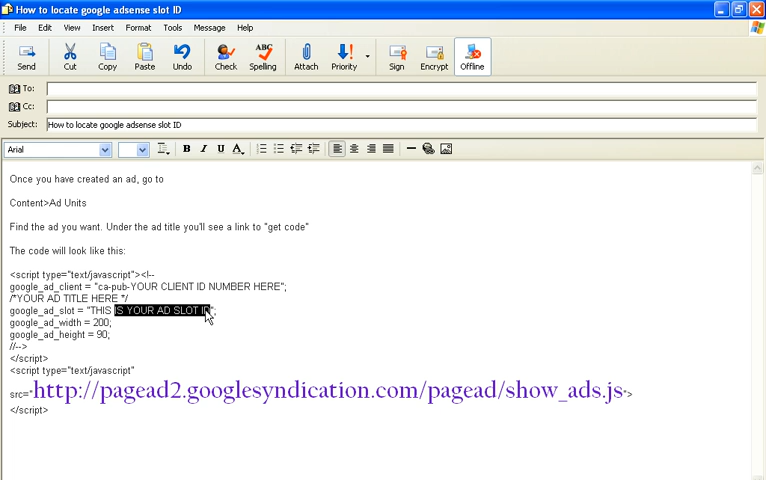 How to locate google adsense slot ID
File Edit View Insert Format Tools Message Help
Send Cut Copy Paste Undo Check Spelling Attach Priority Sign Encrypt Offline
To:
Cc:
Subject: How to locate google adsense slot ID
Arial
Once you have created an ad, go to
Content>Ad Units
Find the ad you want. Under the ad title you'll see a link to "get code"
The code will look like this:
<script type="text/javascript"><!--
google_ad_client = "ca-pub-YOUR CLIENT ID NUMBER HERE";
/*YOUR AD TITLE HERE */
google_ad_slot = "THIS IS YOUR AD SLOT ID";
google_ad_width = 200;
google_ad_height = 90;
//-->
</script>
<script type="text/javascript"
src="http://pagead2.googlesyndication.com/pagead/show_ads.js">
</script>